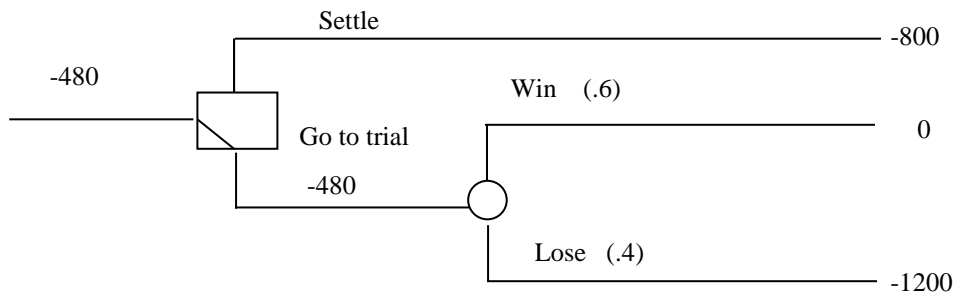 Settle
-800
-480
Win (.6)
0
Go to trial
-480
Lose (.4)
-1200